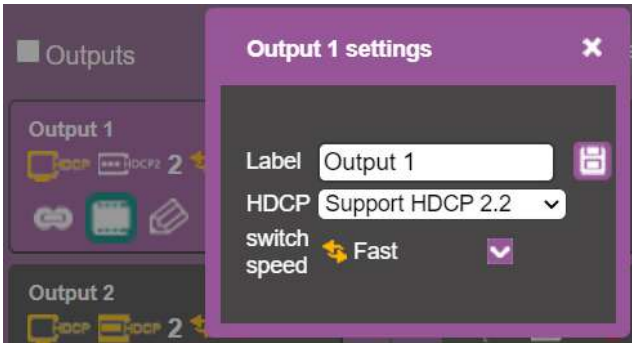 Outputs
Output 1 settings
Output 1
HDCP HDCP2 2
Label Output 1
HDCP Support HDCP 2.2
switch speed Fast
Output 2
HDCP HDCP 2